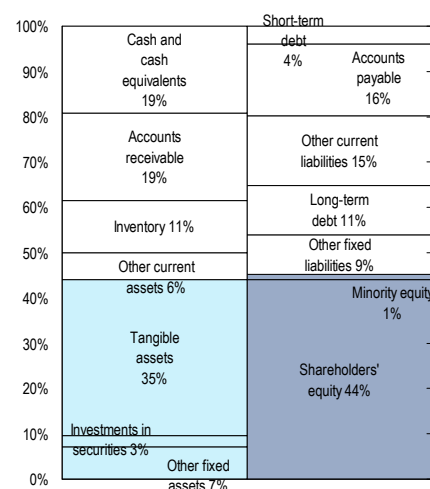 100%
90%
80%
70%
60%
50%
40%
30%
20%
10%
0%
Cash and
cash
equivalents
19%
Accounts
receivable
19%
Inventory 11%
Other current
assets 6%
Tangible
assets
35%
Investments in
securities 3%
Other fixed
assets 7%
Short-term
debt
4%
Accounts
payable
16%
Other current
liabilities 15%
Long-term
debt 11%
Other fixed
liabilities 9%
Minority equity
1%
Shareholders'
equity 44%